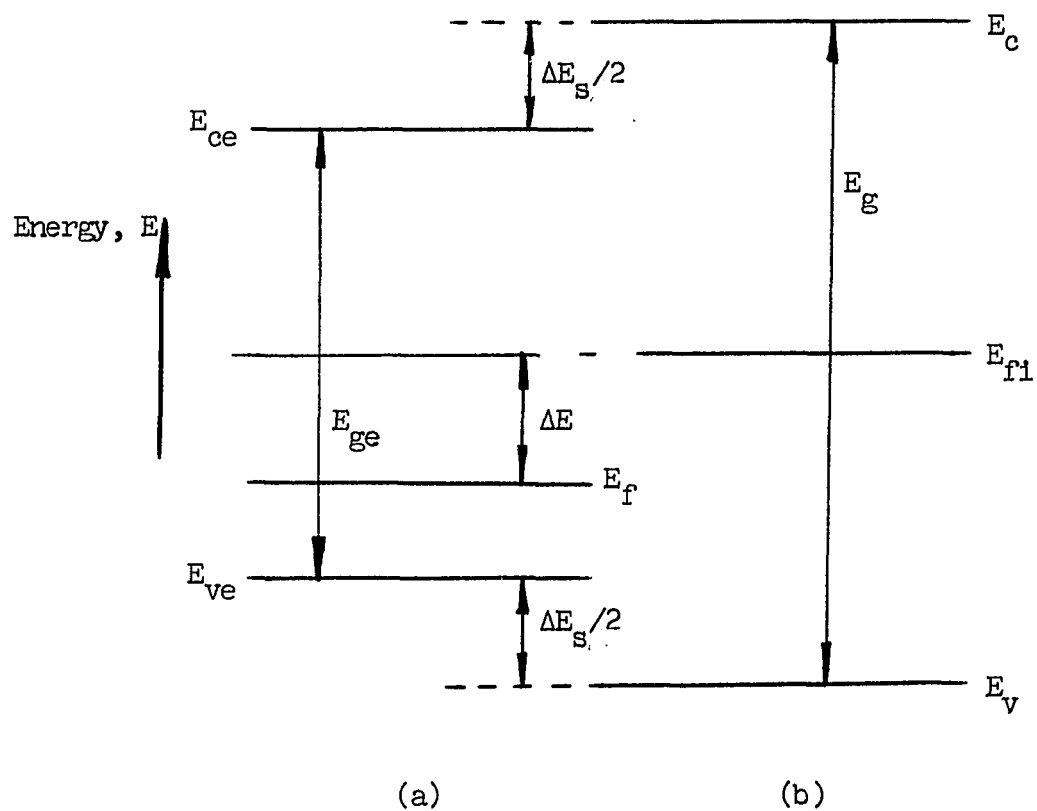 E_c
ΔE_s/2
E_ce
E_g
Energy, E
E_fi
ΔE
E_ge
E_f
E_ve
ΔE_s/2
E_v
(a)
(b)